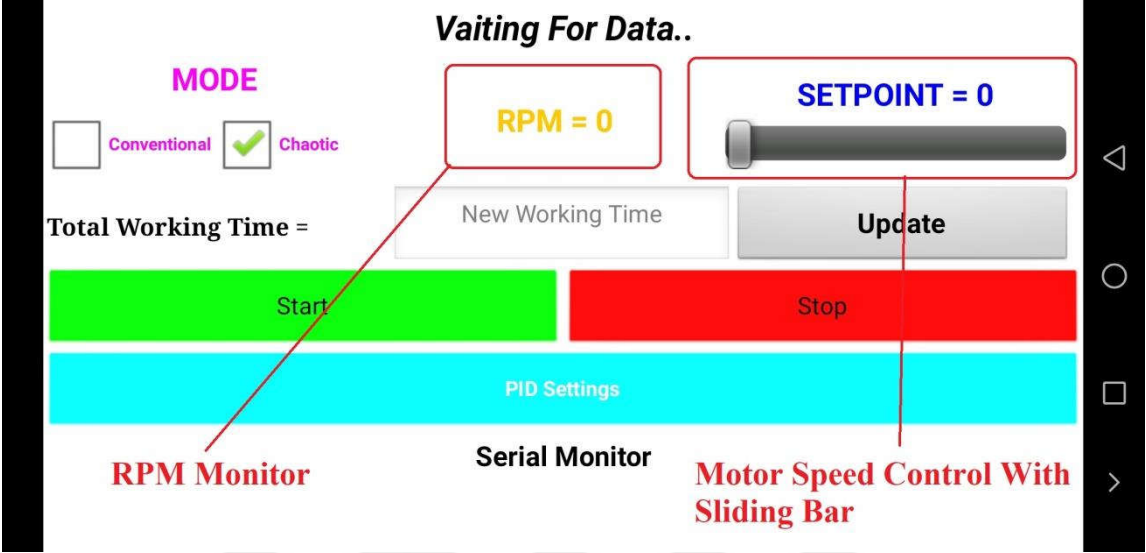 Vaiting For Data..
MODE
Conventional
Chaotic
RPM = 0
SETPOINT = 0
Total Working Time =
New Working Time
Update
Start
Stop
PID Settings
Serial Monitor
RPM Monitor
Motor Speed Control With
Sliding Bar